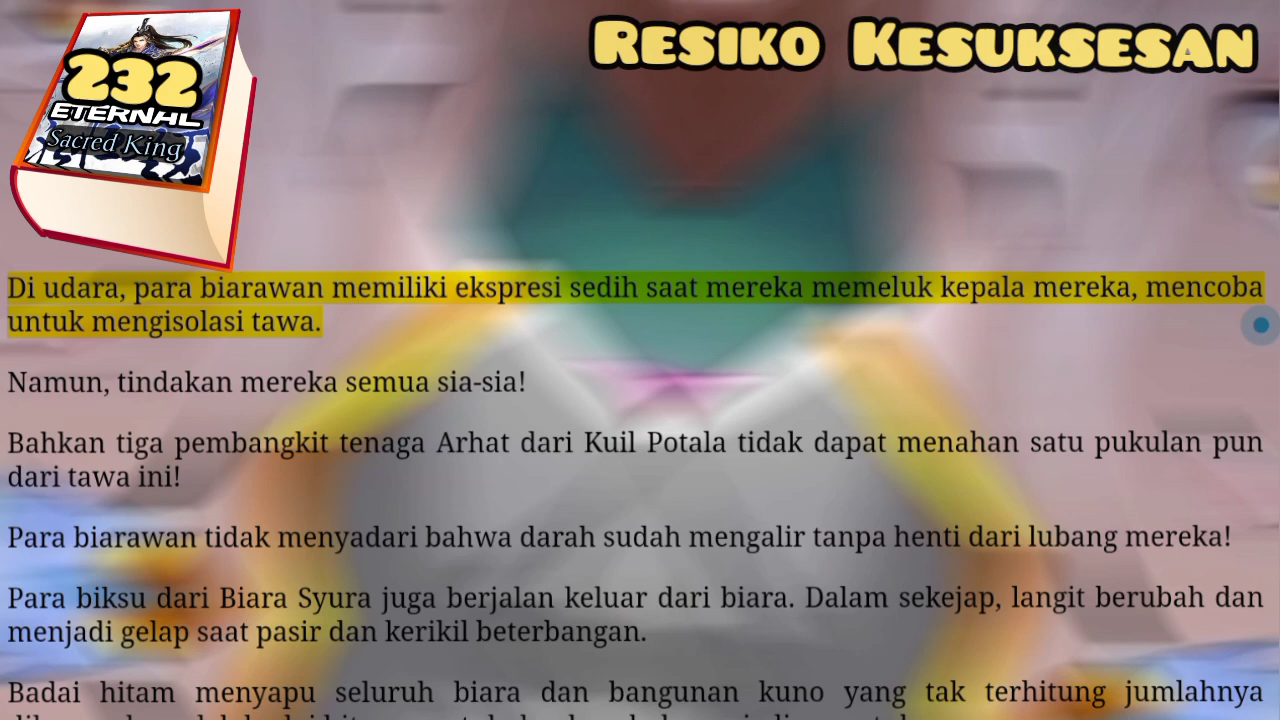 Resiko Kesuksesan
232
ETERNAL
Sacred King
Di udara, para biarawan memiliki ekspresi sedih saat mereka memeluk kepala mereka, mencoba
untuk mengisolasi tawa.
Namun, tindakan mereka semua sia-sia!
Bahkan tiga pembangkit tenaga Arhat dari Kuil Potala tidak dapat menahan satu pukulan pun
dari tawa ini!
Para biarawan tidak menyadari bahwa darah sudah mengalir tanpa henti dari lubang mereka!
Para biksu dari Biara Syura juga berjalan keluar dari biara. Dalam sekejap, langit berubah dan
menjadi gelap saat pasir dan kerikil beterbangan.
Badai hitam menyapu seluruh biara dan bangunan kuno yang tak terhitung jumlahnya